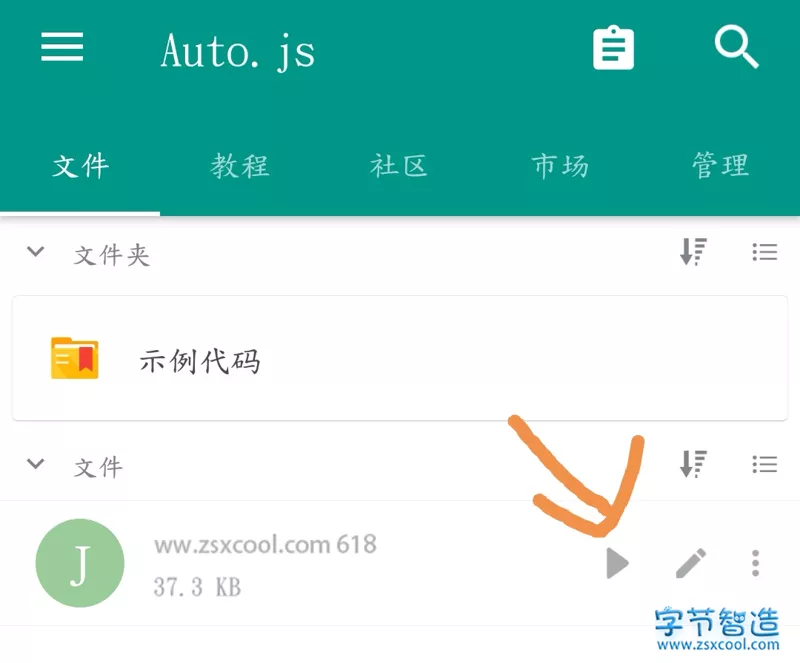 Auto.js
文件 教程 社区 市场 管理
文件夹
示例代码
文件
J
ww.zsxcool.com 618
37.3 KB
字节智造
www.zsxcool.com